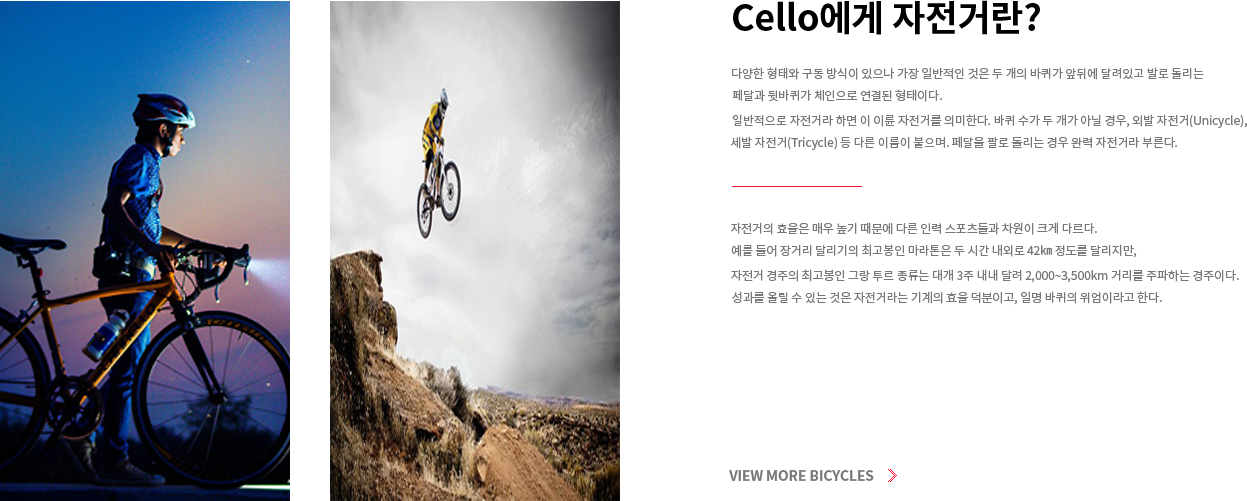 Cello에게 자전거란?
다양한 형태와 구동 방식이 있으나 가장 일반적인 것은 두 개의 바퀴가 앞뒤에 달려있고 발로 돌리는
페달과 뒷바퀴가 체인으로 연결된 형태이다.
일반적으로 자전거라 하면 이 이륜 자전거를 의미한다. 바퀴 수가 두 개가 아닐 경우, 외발 자전거(Unicycle),
세발 자전거(Tricycle) 등 다른 이름이 붙으며. 페달을 팔로 돌리는 경우 완력 자전거라 부른다.
자전거의 효율은 매우 높기 때문에 다른 인력 스포츠들과 차원이 크게 다르다.
예를 들어 장거리 달리기의 최고봉인 마라톤은 두 시간 내외로 42㎞ 정도를 달리지만,
자전거 경주의 최고봉인 그랑 투르 종류는 대개 3주 내내 달려 2,000~3,500km 거리를 주파하는 경주이다.
성과를 올릴 수 있는 것은 자전거라는 기계의 효율 덕분이고, 일명 바퀴의 위엄이라고 한다.
VIEW MORE BICYCLES